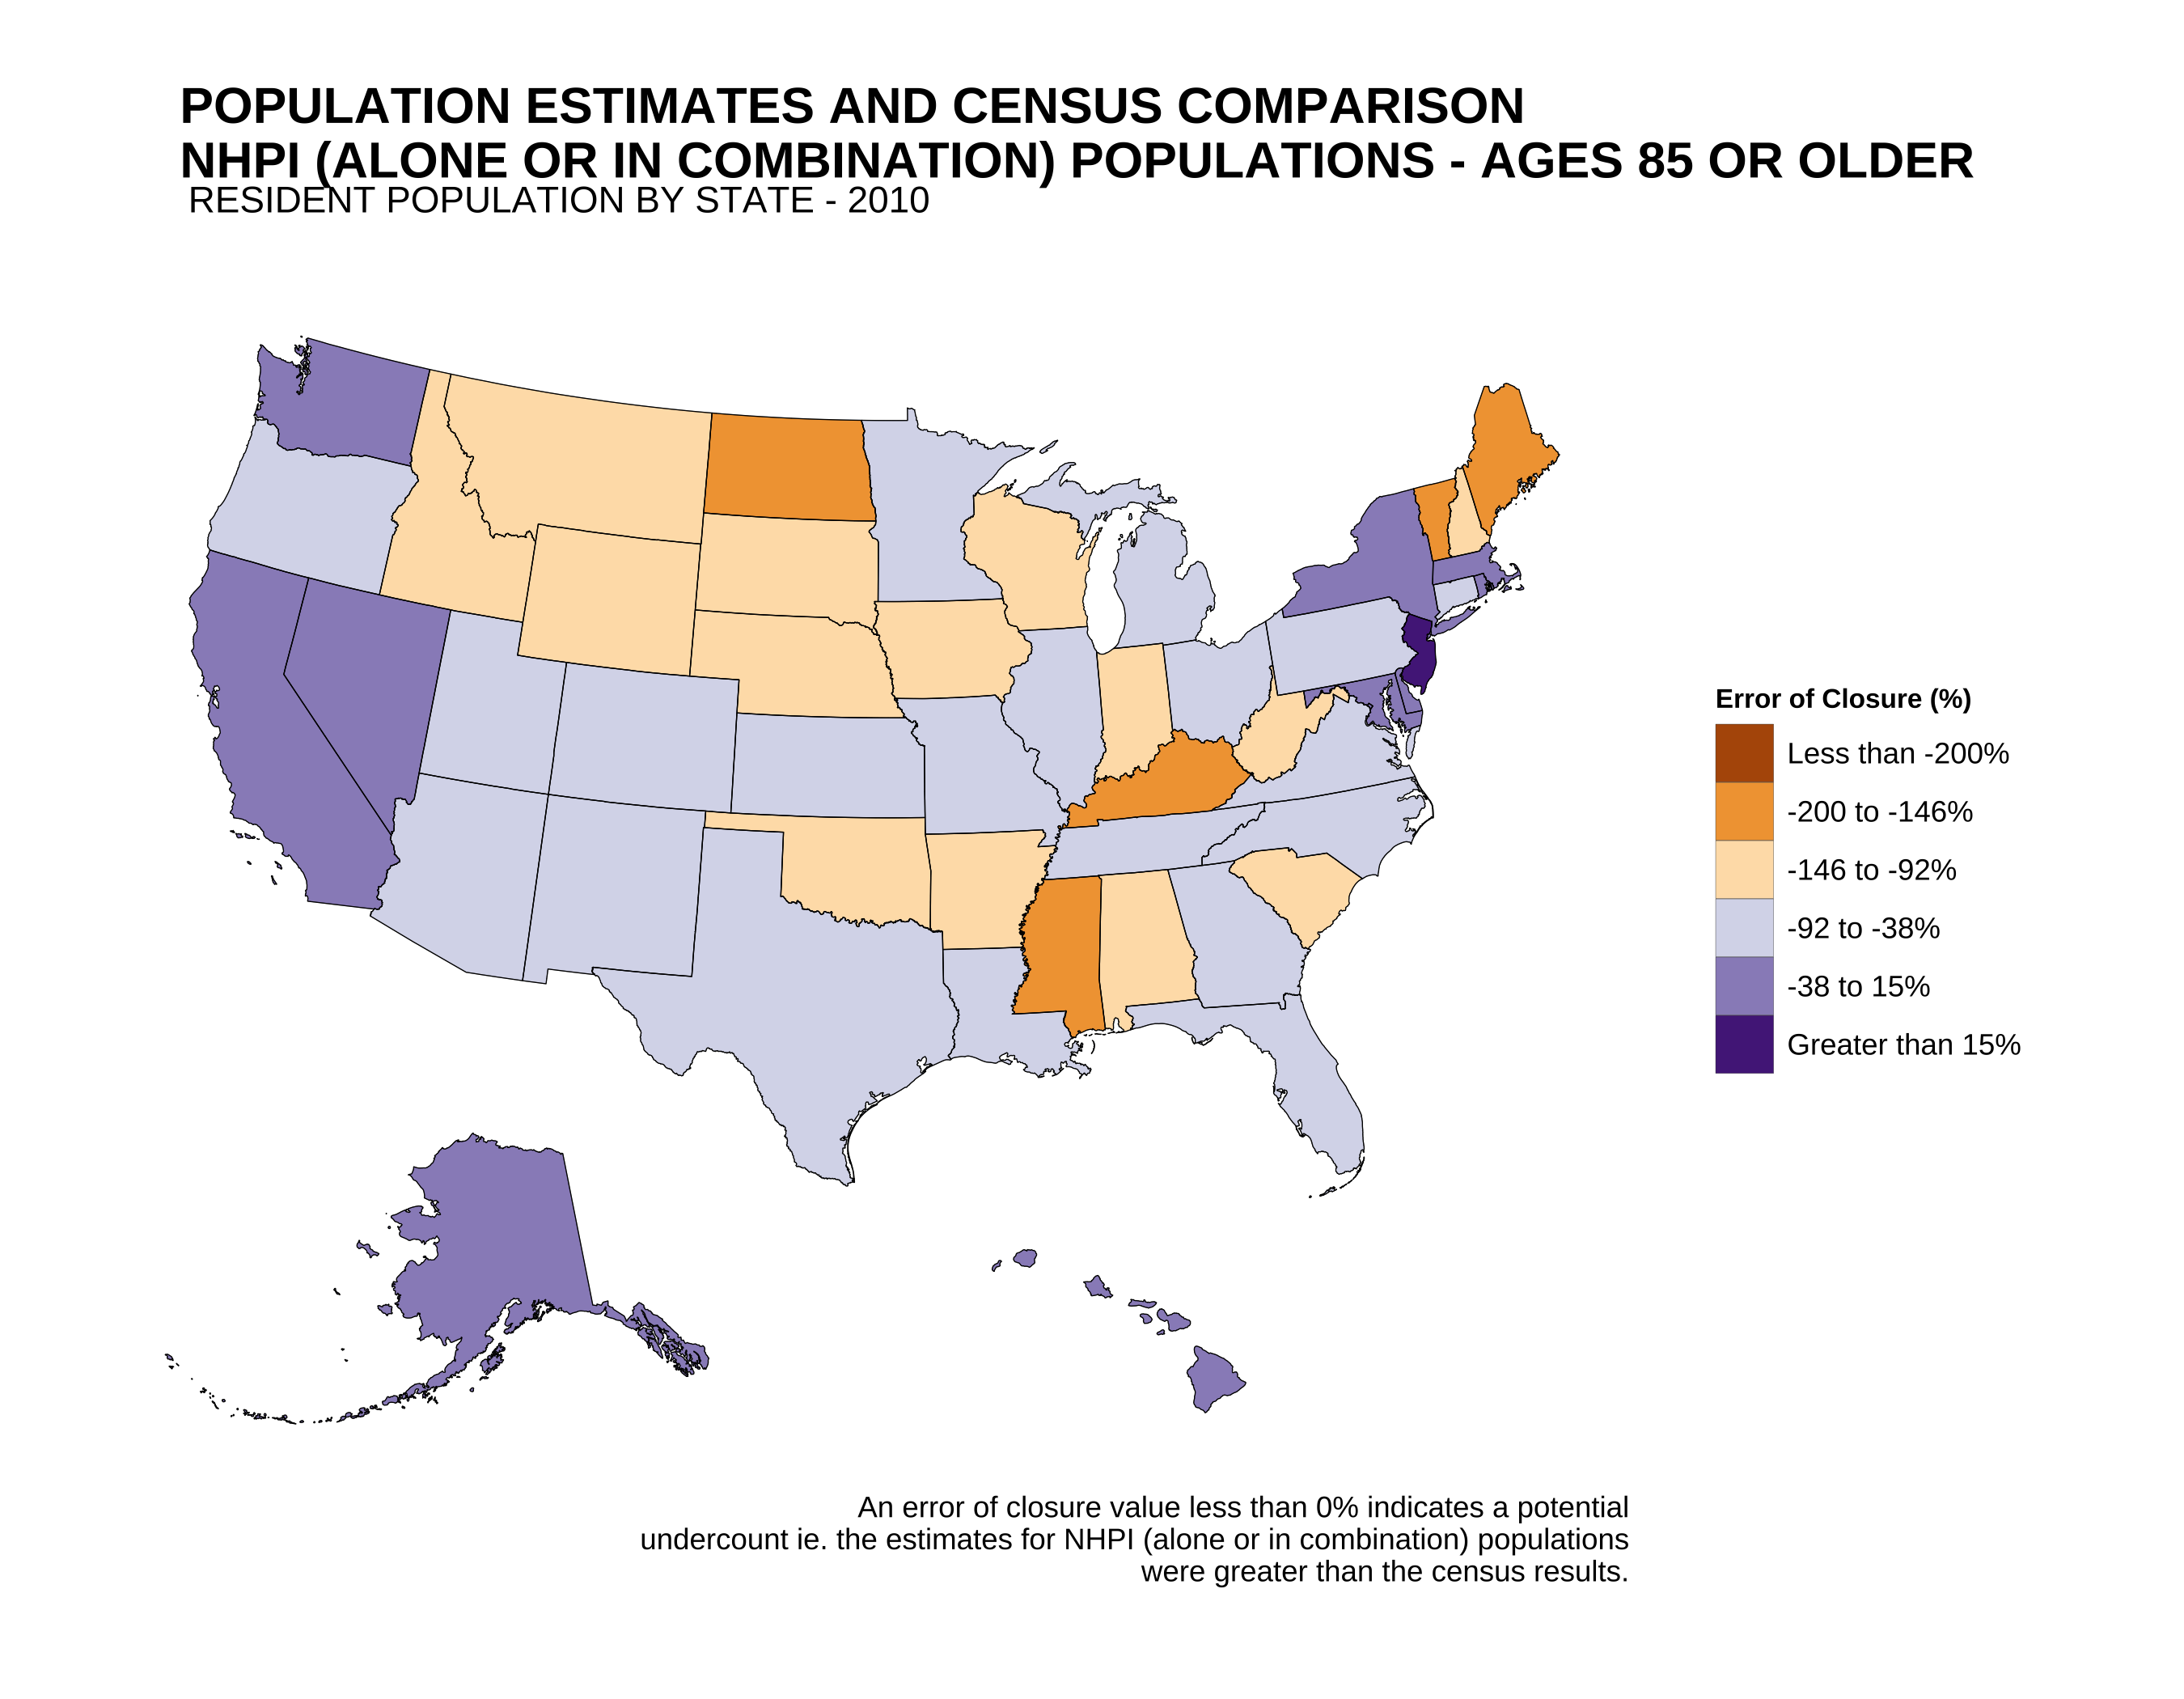 POPULATION ESTIMATES AND CENSUS COMPARISON
NHPI (ALONE OR IN COMBINATION) POPULATIONS - AGES 85 OR OLDER
RESIDENT POPULATION BY STATE - 2010
Error of Closure (%)
Less than -200%
-200 to -146%
-146 to -92%
-92 to -38%
-38 to 15%
Greater than 15%
An error of closure value less than 0% indicates a potential
undercount ie. the estimates for NHPI (alone or in combination) populations
were greater than the census results.